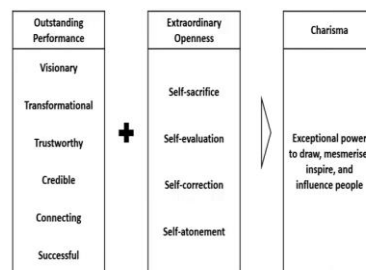 Outstanding
Performance
Visionary
Transformational
Trustworthy
Credible
Connecting
Successful
Extraordinary
Openness
Self-sacrifice
Self-evaluation
Self-correction
Self-atonement
Charisma
Exceptional power
to draw, mesmerise
inspire, and
influence people